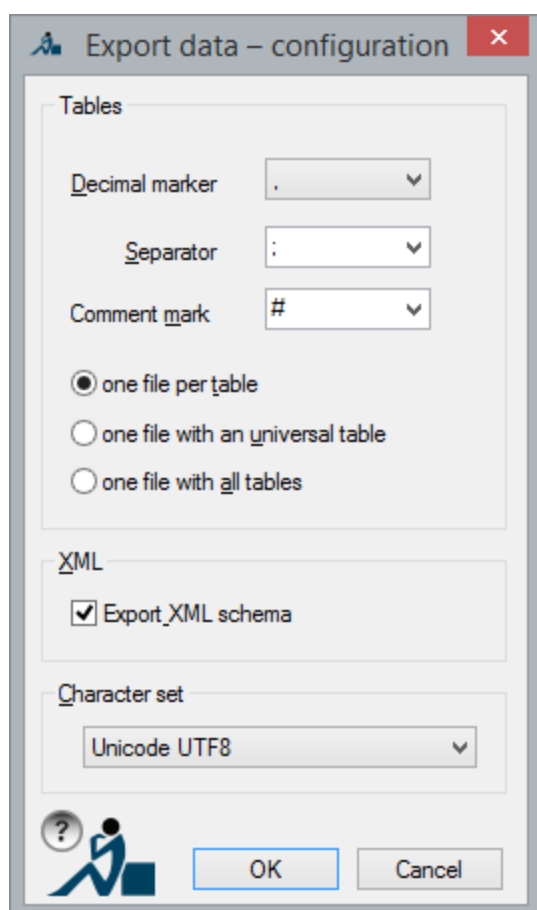 Export data – configuration
Tables
Decimal marker ,
Separator ;
Comment mark #
one file per table
one file with an universal table
one file with all tables
XML
Export XML schema
Character set
Unicode UTF8
?
OK Cancel